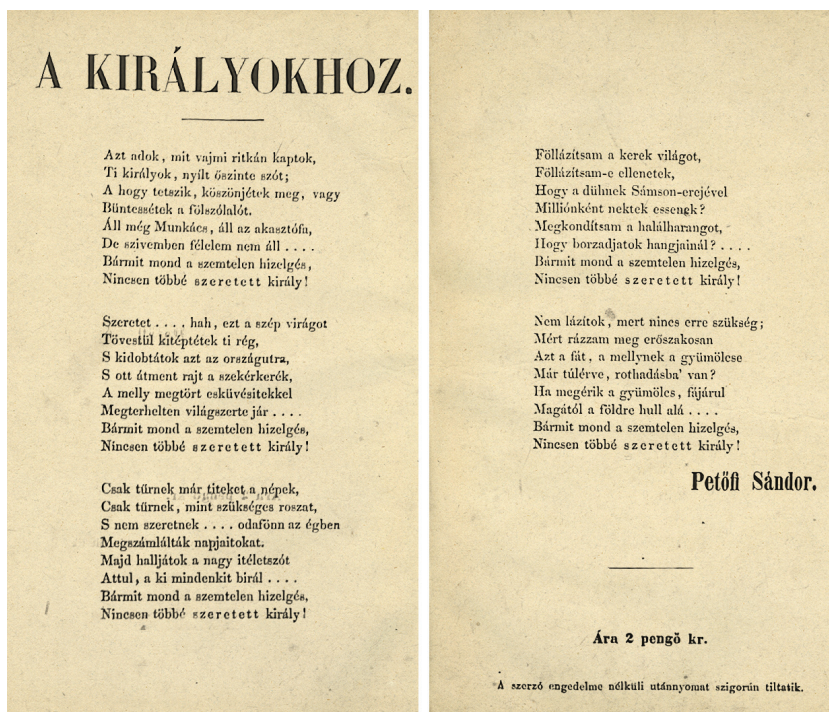 A KIRÁLYOKHOZ.
Azt adok, mit vajmi ritkán kaptok,
Ti királyok, nyílt őszinte szót;
A hogy tetszik, köszönjétek meg, vagy
Büntessétek a fölszólalót.
Áll még Munkács, áll az akasztófa,
De szivemben félelem nem áll . . . .
Bármit mond a szemtelen hizelgés,
Nincsen többé szeretett király!
Szeretet . . . . hah, ezt a szép virágot
Tövestül kitéptétek ti rég,
S kidobtátok azt az országutra,
S ott átment rajt a szekérkerék,
A melly megtört esküvésitekkel
Megterhelten világszerte jár . . . .
Bármit mond a szemtelen hizelgés,
Nincsen többé szeretett király!
Csak tűrnek már titeket a népek,
Csak tűrnek, mint szükséges roszat,
S nem szeretnek . . . . odafönn az égben
Megszámlálták napjaitokat.
Majd halljátok a nagy itéletszót
Attul, a ki mindenkit birál . . . .
Bármit mond a szemtelen hizelgés,
Nincsen többé szeretett király!
Föllázítsam a kerek világot,
Föllázítsam-e ellenetek,
Hogy a dühnek Sámson-erejével
Milliónként nektek essenek?
Megkondítsam a halálharangot,
Hogy borzadjatok hangjainál? . . . .
Bármit mond a szemtelen hizelgés,
Nincsen többé szeretett király!
Nem lázítok, mert nincs erre szükség;
Mért rázzam meg erőszakosan
Azt a fát, a mellynek a gyümölcse
Már túlérve, rothadásba' van?
Ha megérik a gyümölcs, fájárul
Magától a földre hull alá . . . .
Bármit mond a szemtelen hizelgés,
Nincsen többé szeretett király!
Petőfi Sándor.
Ára 2 pengő kr.
A szerző engedelme nélküli utánnyomat szigorún tiltatik.